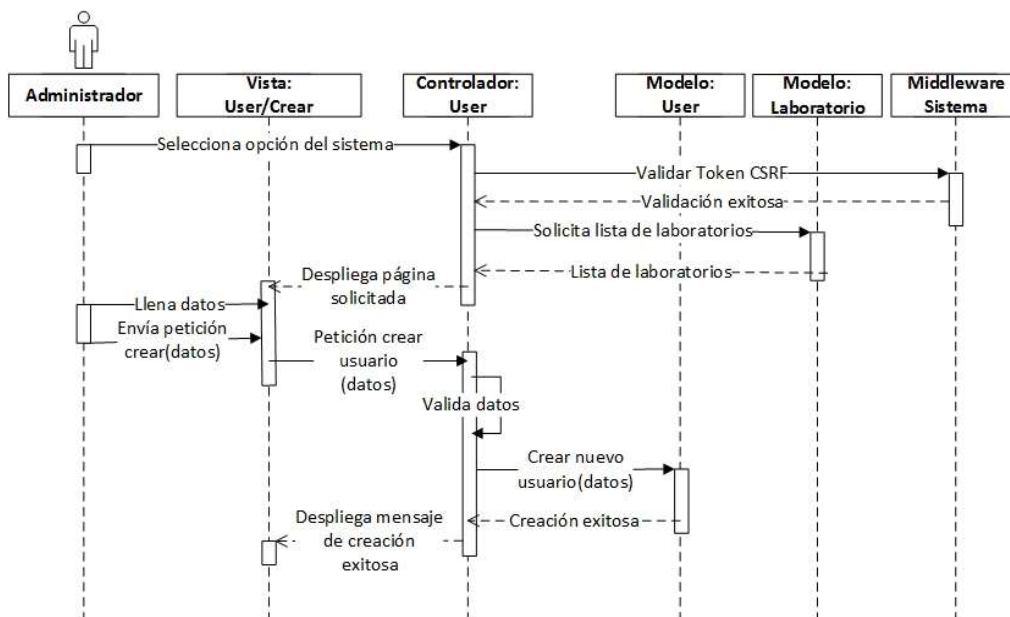 Administrador
Vista:
User/Crear
Controlador:
User
Modelo:
User
Modelo:
Laboratorio
Middleware
Sistema
Selecciona opción del sistema
Validar Token CSRF
Validación exitosa
Solicita lista de laboratorios
Lista de laboratorios
Despliega página
solicitada
Llena datos
Envía petición
crear(datos)
Petición crear
usuario
(datos)
Valida datos
Crear nuevo
usuario(datos)
Creación exitosa
Despliega mensaje
de creación
exitosa